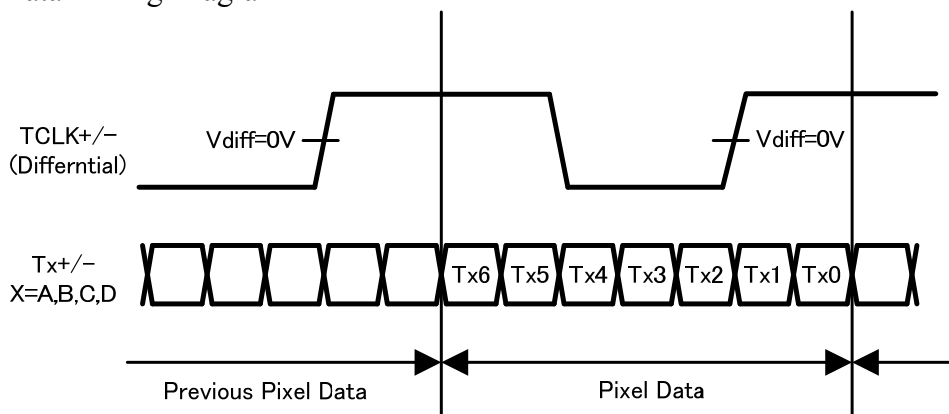 TCLK+/-
(Differntial)
Vdiff=0V
Vdiff=0V
Tx+/-
X=A,B,C,D
Tx6 Tx5 Tx4 Tx3 Tx2 Tx1 Tx0
Previous Pixel Data
Pixel Data